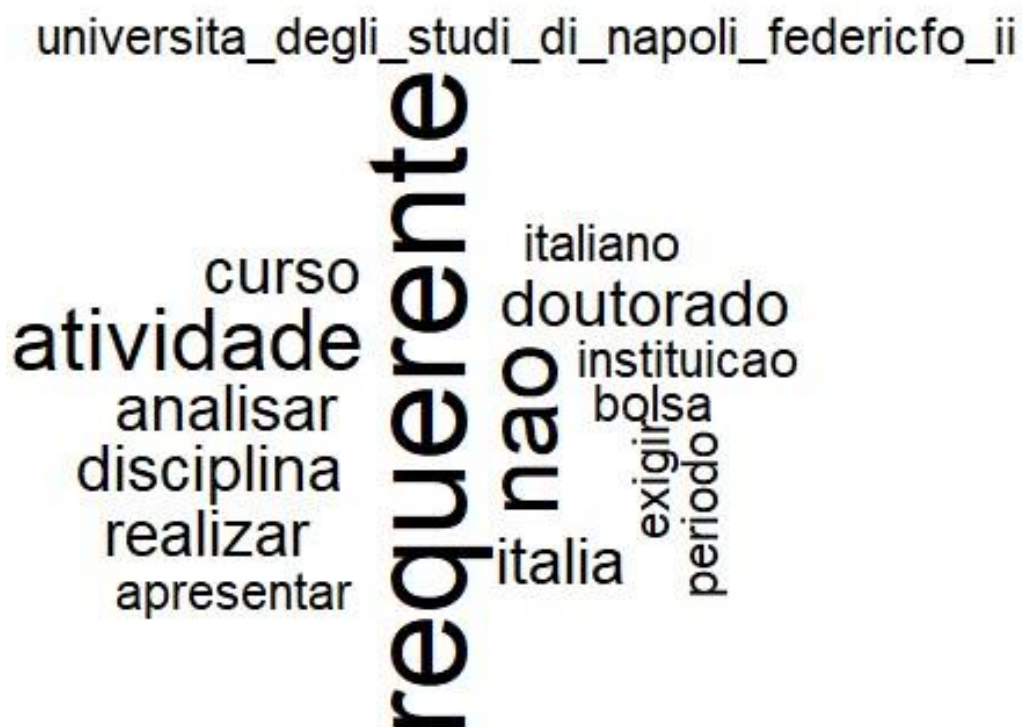 universita_degli_studi_di_napoli_federicfo_ii
requerente
italiano
curso
doutorado
atividade
nao
instituicao
analisar
bolsa
disciplina
exigir
periodo
realizar
italia
apresentar